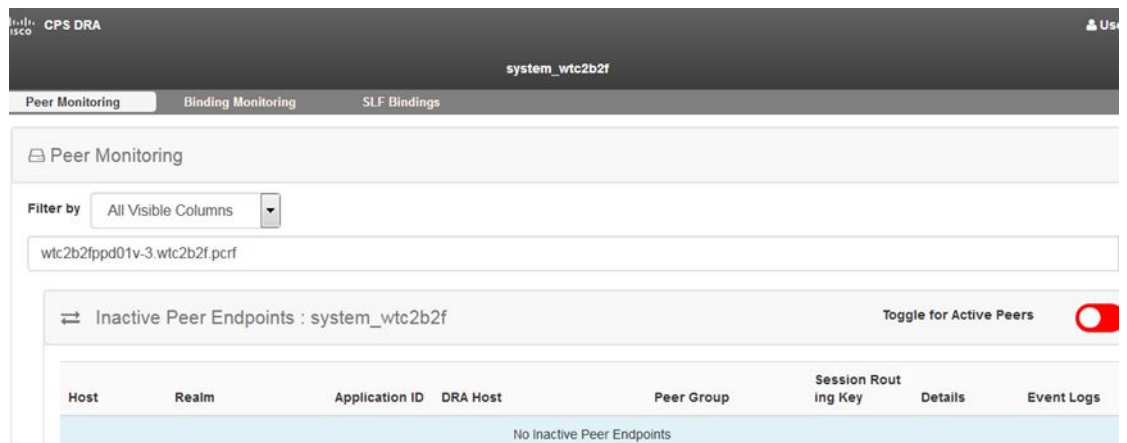 CPS DRA
system_wtc2b2f
Peer Monitoring Binding Monitoring SLF Bindings
Peer Monitoring
Filter by All Visible Columns
wtc2b2fppd01v-3.wtc2b2f.pcrf
Inactive Peer Endpoints : system_wtc2b2f Toggle for Active Peers
Host Realm Application ID DRA Host Peer Group Session Rout
ing Key Details Event Logs
No Inactive Peer Endpoints